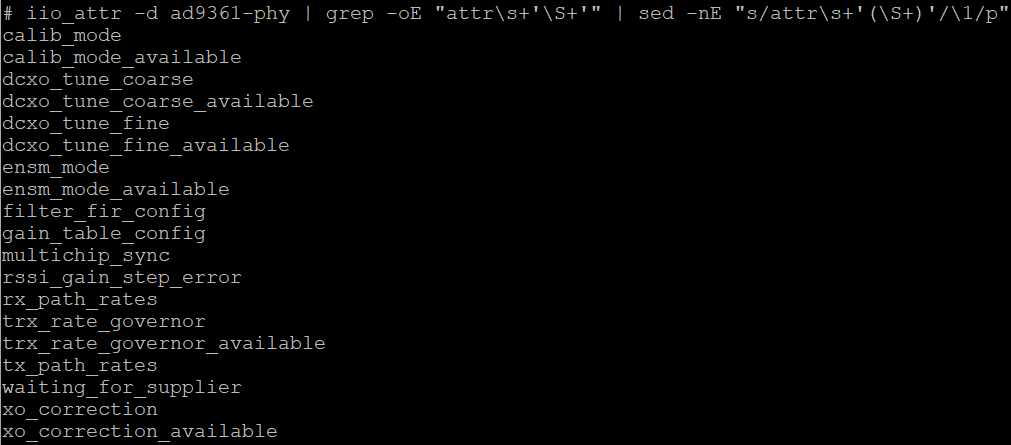 # iio_attr -d ad9361-phy | grep -oE "attr\s+'\S+'" | sed -nE "s/attr\s+'(\S+)'/\1/p"
calib_mode
calib_mode_available
dcxo_tune_coarse
dcxo_tune_coarse_available
dcxo_tune_fine
dcxo_tune_fine_available
ensm_mode
ensm_mode_available
filter_fir_config
gain_table_config
multichip_sync
rssi_gain_step_error
rx_path_rates
trx_rate_governor
trx_rate_governor_available
tx_path_rates
waiting_for_supplier
xo_correction
xo_correction_available